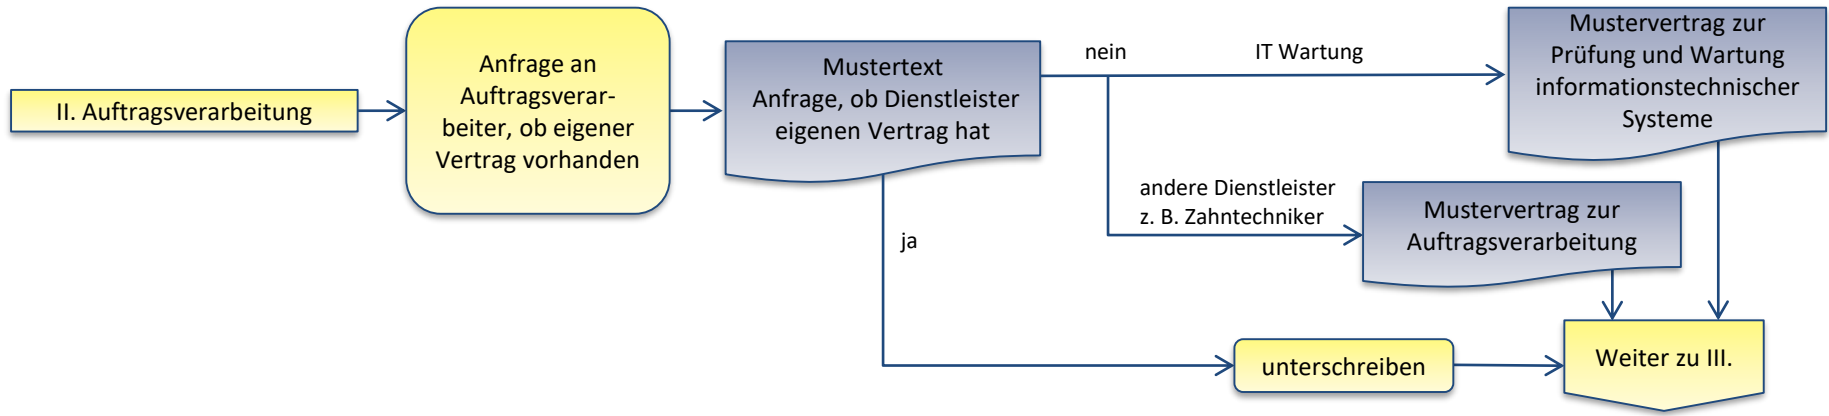 II. Auftragsverarbeitung
Anfrage an
Auftragsverar-
beiter, ob eigener
Vertrag vorhanden
Mustertext
Anfrage, ob Dienstleister
eigenen Vertrag hat
nein
IT Wartung
Mustervertrag zur
Prüfung und Wartung
informationstechnischer
Systeme
andere Dienstleister
z. B. Zahntechniker
Mustervertrag zur
Auftragsverarbeitung
ja
unterschreiben
Weiter zu III.